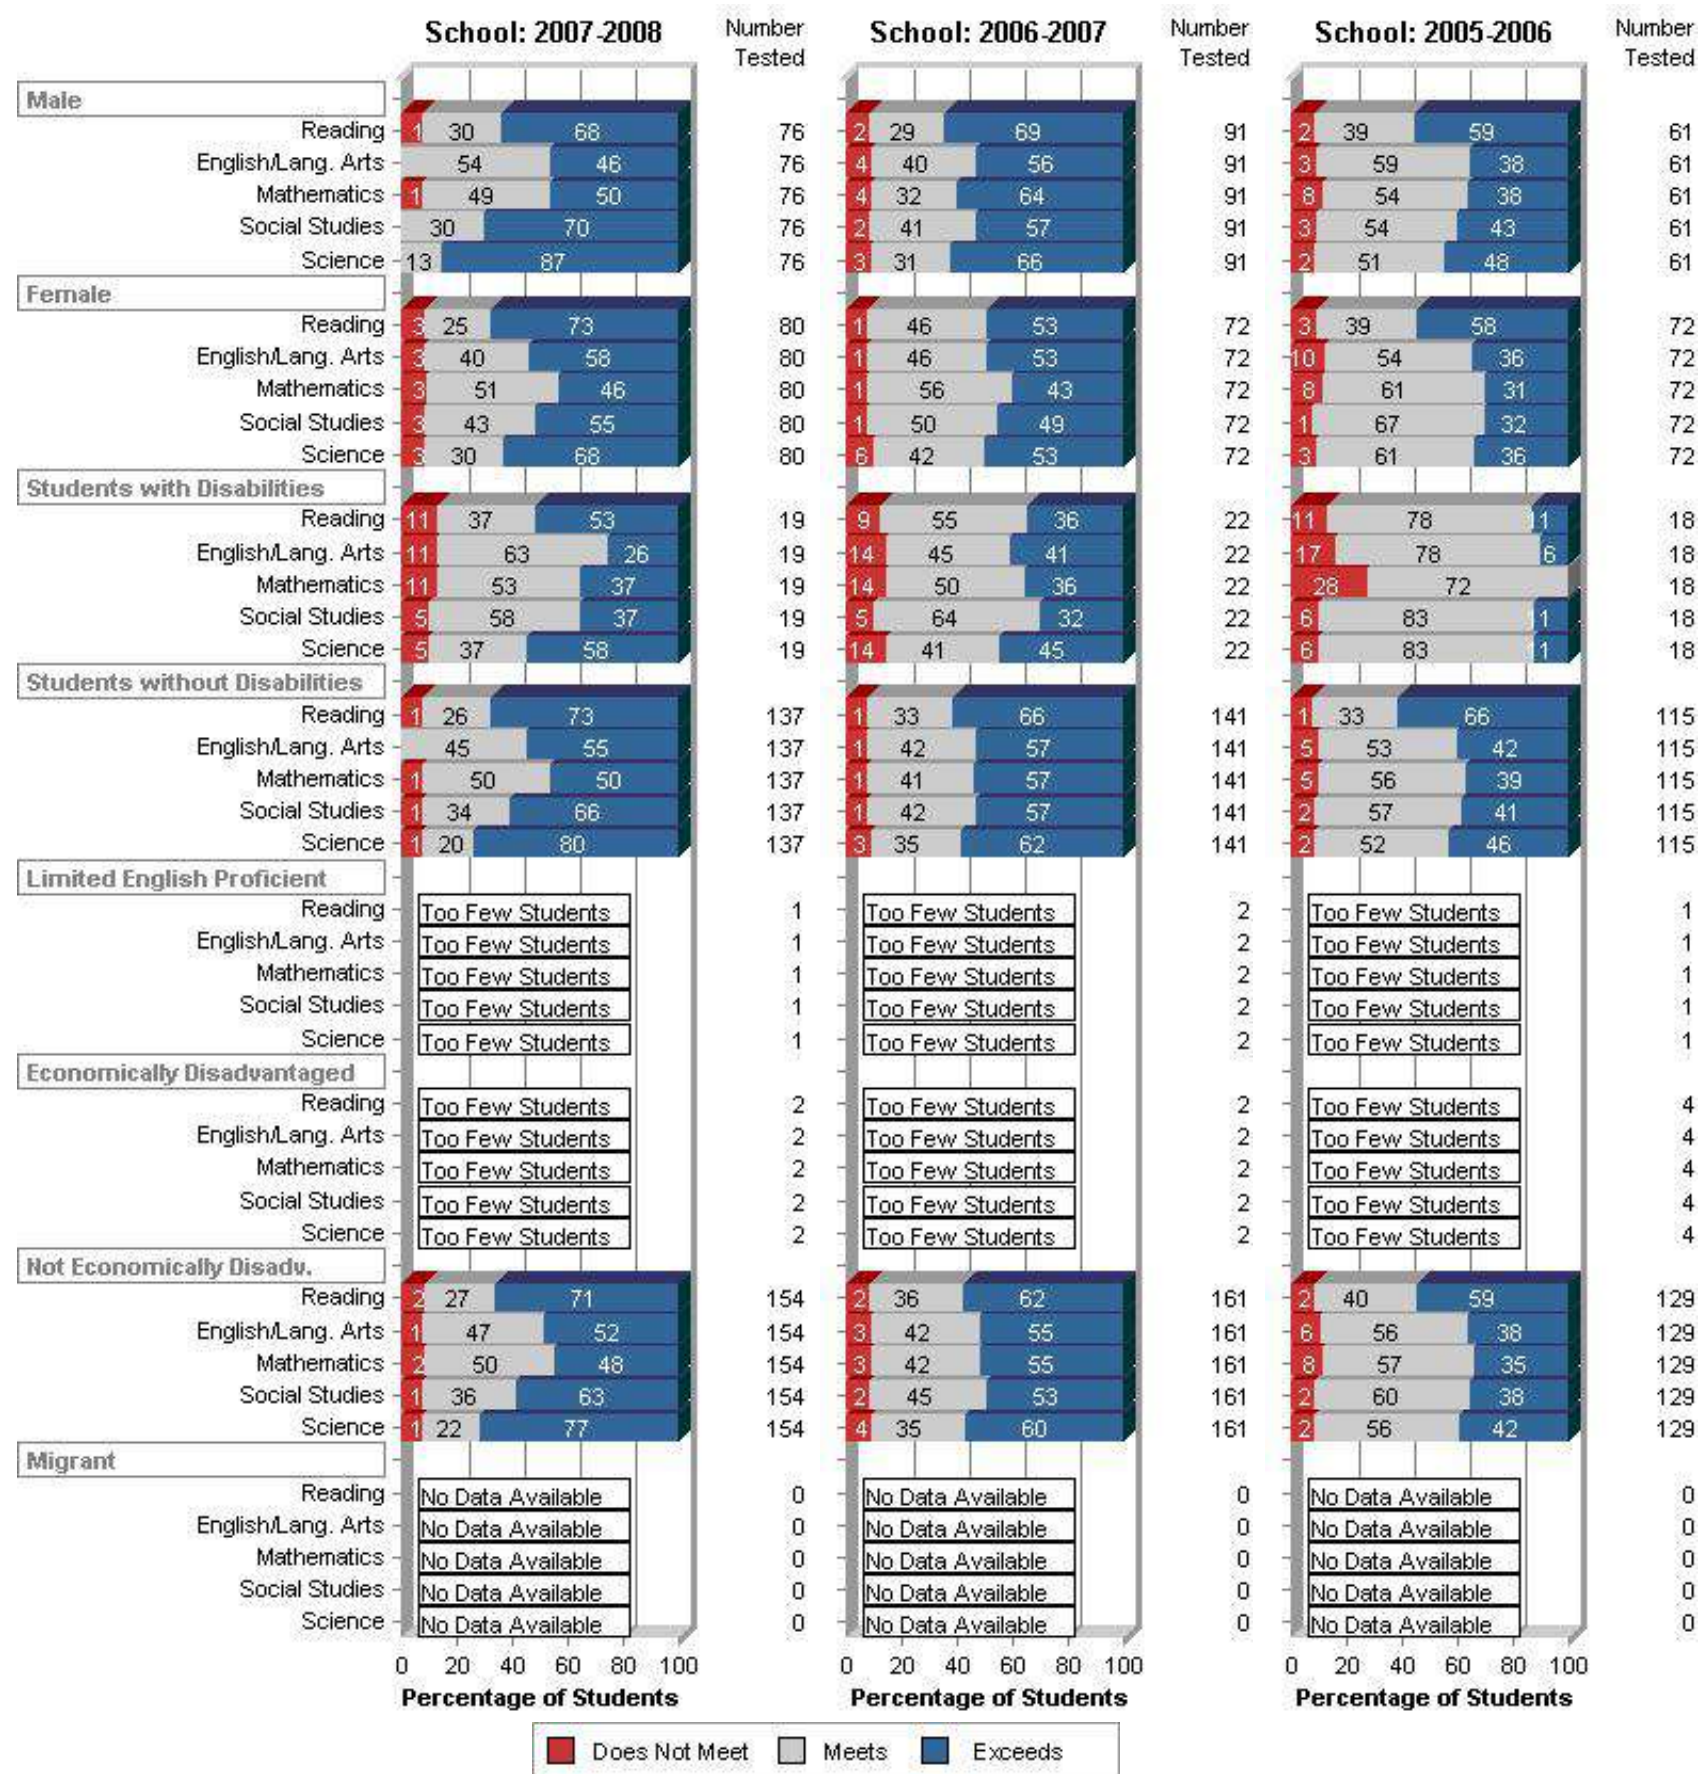 School: 2007-2008 Number Tested School: 2006-2007 Number Tested School: 2005-2006 Number Tested
Male
Reading 1 30 68 76 2 29 69 91 2 39 59 61
English/Lang. Arts 54 46 76 4 40 56 91 3 59 38 61
Mathematics 1 49 50 76 4 32 64 91 8 54 38 61
Social Studies 30 70 76 2 41 57 91 3 54 43 61
Science 13 87 76 3 31 66 91 2 51 48 61
Female
Reading 3 25 73 80 1 46 53 72 3 39 58 72
English/Lang. Arts 3 40 58 80 1 46 53 72 10 54 36 72
Mathematics 3 51 46 80 1 56 43 72 8 61 31 72
Social Studies 3 43 55 80 1 50 49 72 1 67 32 72
Science 3 30 68 80 6 42 53 72 3 61 36 72
Students with Disabilities
Reading 11 37 53 19 9 55 36 22 11 78 11 18
English/Lang. Arts 11 63 26 19 14 45 41 22 17 78 6 18
Mathematics 11 53 37 19 14 50 36 22 28 72 18
Social Studies 5 58 37 19 5 64 32 22 6 83 11 18
Science 5 37 58 19 14 41 45 22 6 83 11 18
Students without Disabilities
Reading 1 26 73 137 1 33 66 141 1 33 66 115
English/Lang. Arts 45 55 137 1 42 57 141 5 53 42 115
Mathematics 1 50 50 137 1 41 57 141 5 56 39 115
Social Studies 1 34 66 137 1 42 57 141 2 57 41 115
Science 1 20 80 137 3 35 62 141 2 52 46 115
Limited English Proficient
Reading Too Few Students 1 Too Few Students 2 Too Few Students 1
English/Lang. Arts Too Few Students 1 Too Few Students 2 Too Few Students 1
Mathematics Too Few Students 1 Too Few Students 2 Too Few Students 1
Social Studies Too Few Students 1 Too Few Students 2 Too Few Students 1
Science Too Few Students 1 Too Few Students 2 Too Few Students 1
Economically Disadvantaged
Reading Too Few Students 2 Too Few Students 2 Too Few Students 4
English/Lang. Arts Too Few Students 2 Too Few Students 2 Too Few Students 4
Mathematics Too Few Students 2 Too Few Students 2 Too Few Students 4
Social Studies Too Few Students 2 Too Few Students 2 Too Few Students 4
Science Too Few Students 2 Too Few Students 2 Too Few Students 4
Not Economically Disadv.
Reading 2 27 71 154 2 36 62 161 2 40 59 129
English/Lang. Arts 1 47 52 154 3 42 55 161 6 56 38 129
Mathematics 2 50 48 154 3 42 55 161 8 57 35 129
Social Studies 1 36 63 154 2 45 53 161 2 60 38 129
Science 1 22 77 154 4 35 60 161 2 56 42 129
Migrant
Reading No Data Available 0 No Data Available 0 No Data Available 0
English/Lang. Arts No Data Available 0 No Data Available 0 No Data Available 0
Mathematics No Data Available 0 No Data Available 0 No Data Available 0
Social Studies No Data Available 0 No Data Available 0 No Data Available 0
Science No Data Available 0 No Data Available 0 No Data Available 0
0 20 40 60 80 100 0 20 40 60 80 100 0 20 40 60 80 100
Percentage of Students Percentage of Students Percentage of Students
Does Not Meet Meets Exceeds